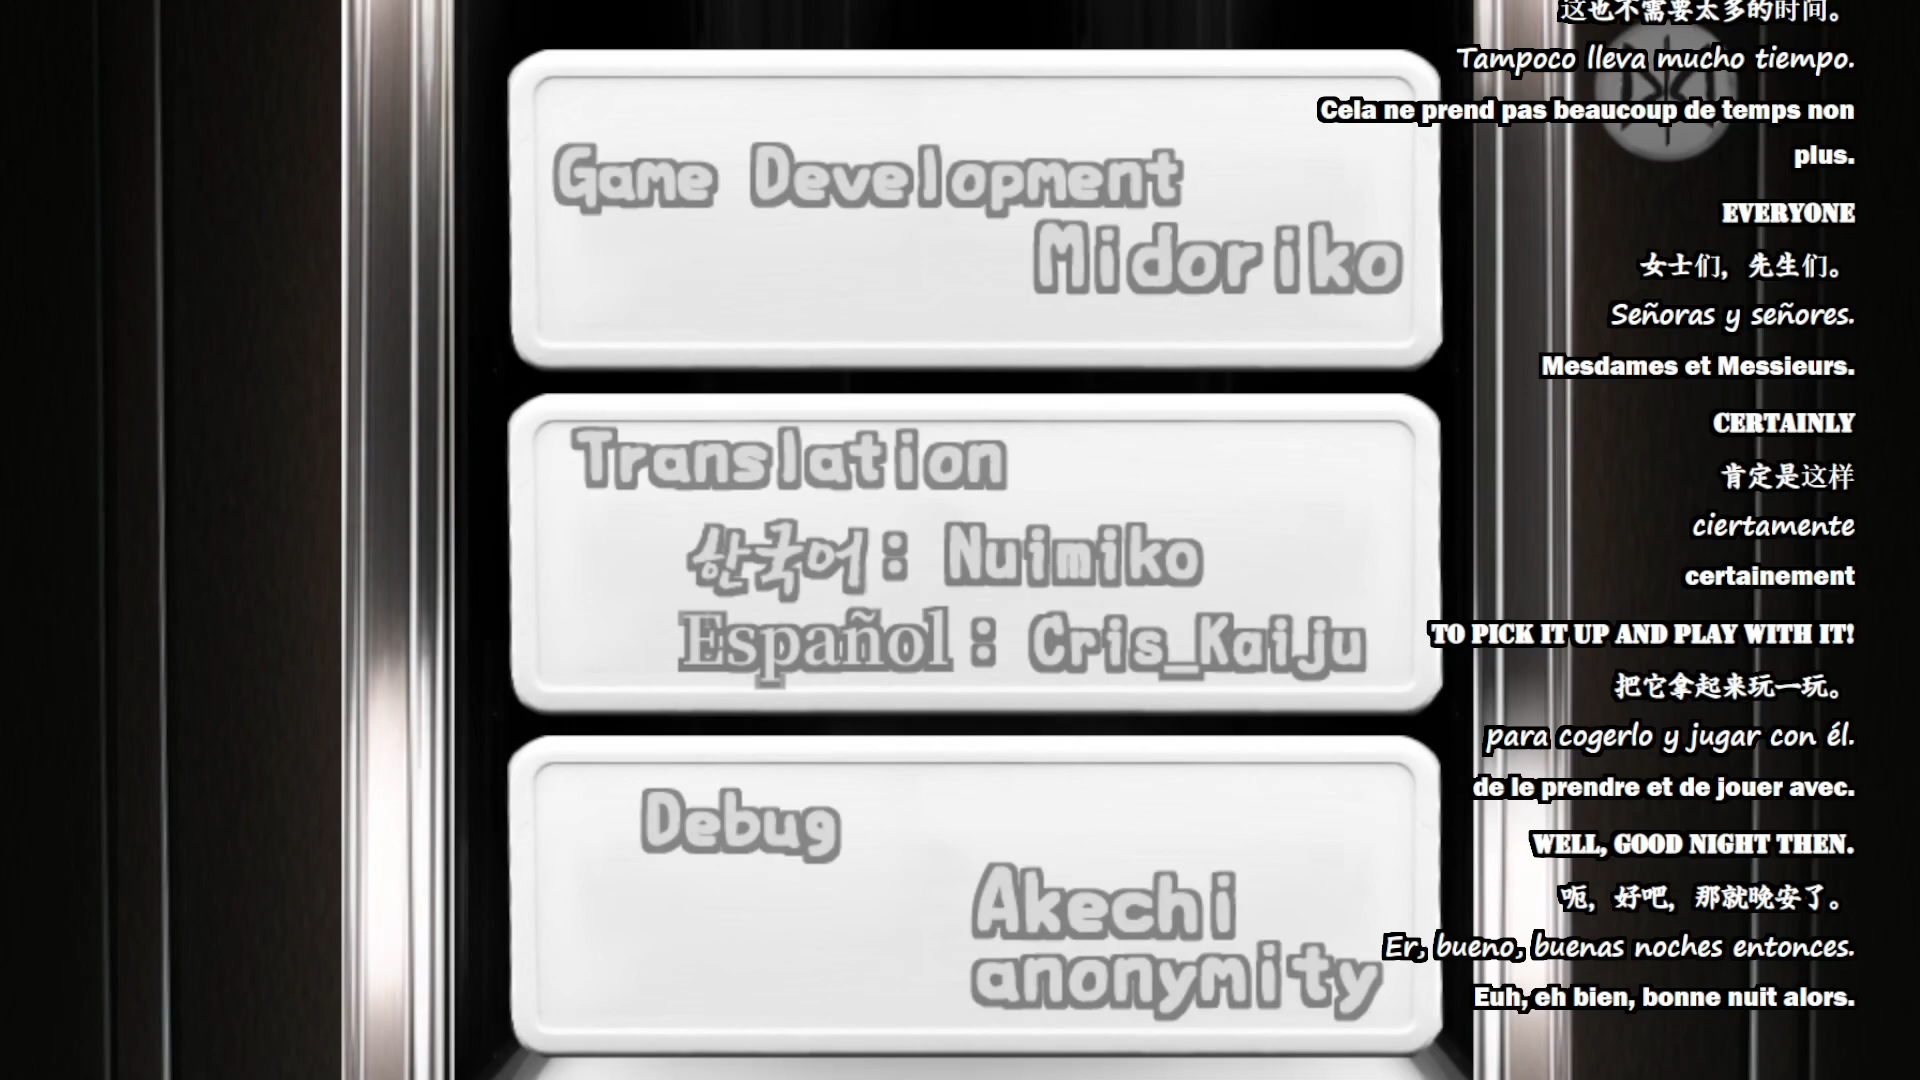 Game Development
Midoriko
Translation
한국어: Nuimiko
Español: Cris_Kaiju
Debug
Akechi
anonymity
这也不需要太多的时间。
Tampoco lleva mucho tiempo.
Cela ne prend pas beaucoup de temps non
plus.
EVERYONE
女士们，先生们。
Señoras y señores.
Mesdames et Messieurs.
CERTAINLY
肯定是这样
ciertamente
certainement
TO PICK IT UP AND PLAY WITH IT!
把它拿起来玩一玩。
para cogerlo y jugar con él.
de le prendre et de jouer avec.
WELL, GOOD NIGHT THEN.
呃，好吧，那就晚安了。
Er, bueno, buenas noches entonces.
Euh, eh bien, bonne nuit alors.